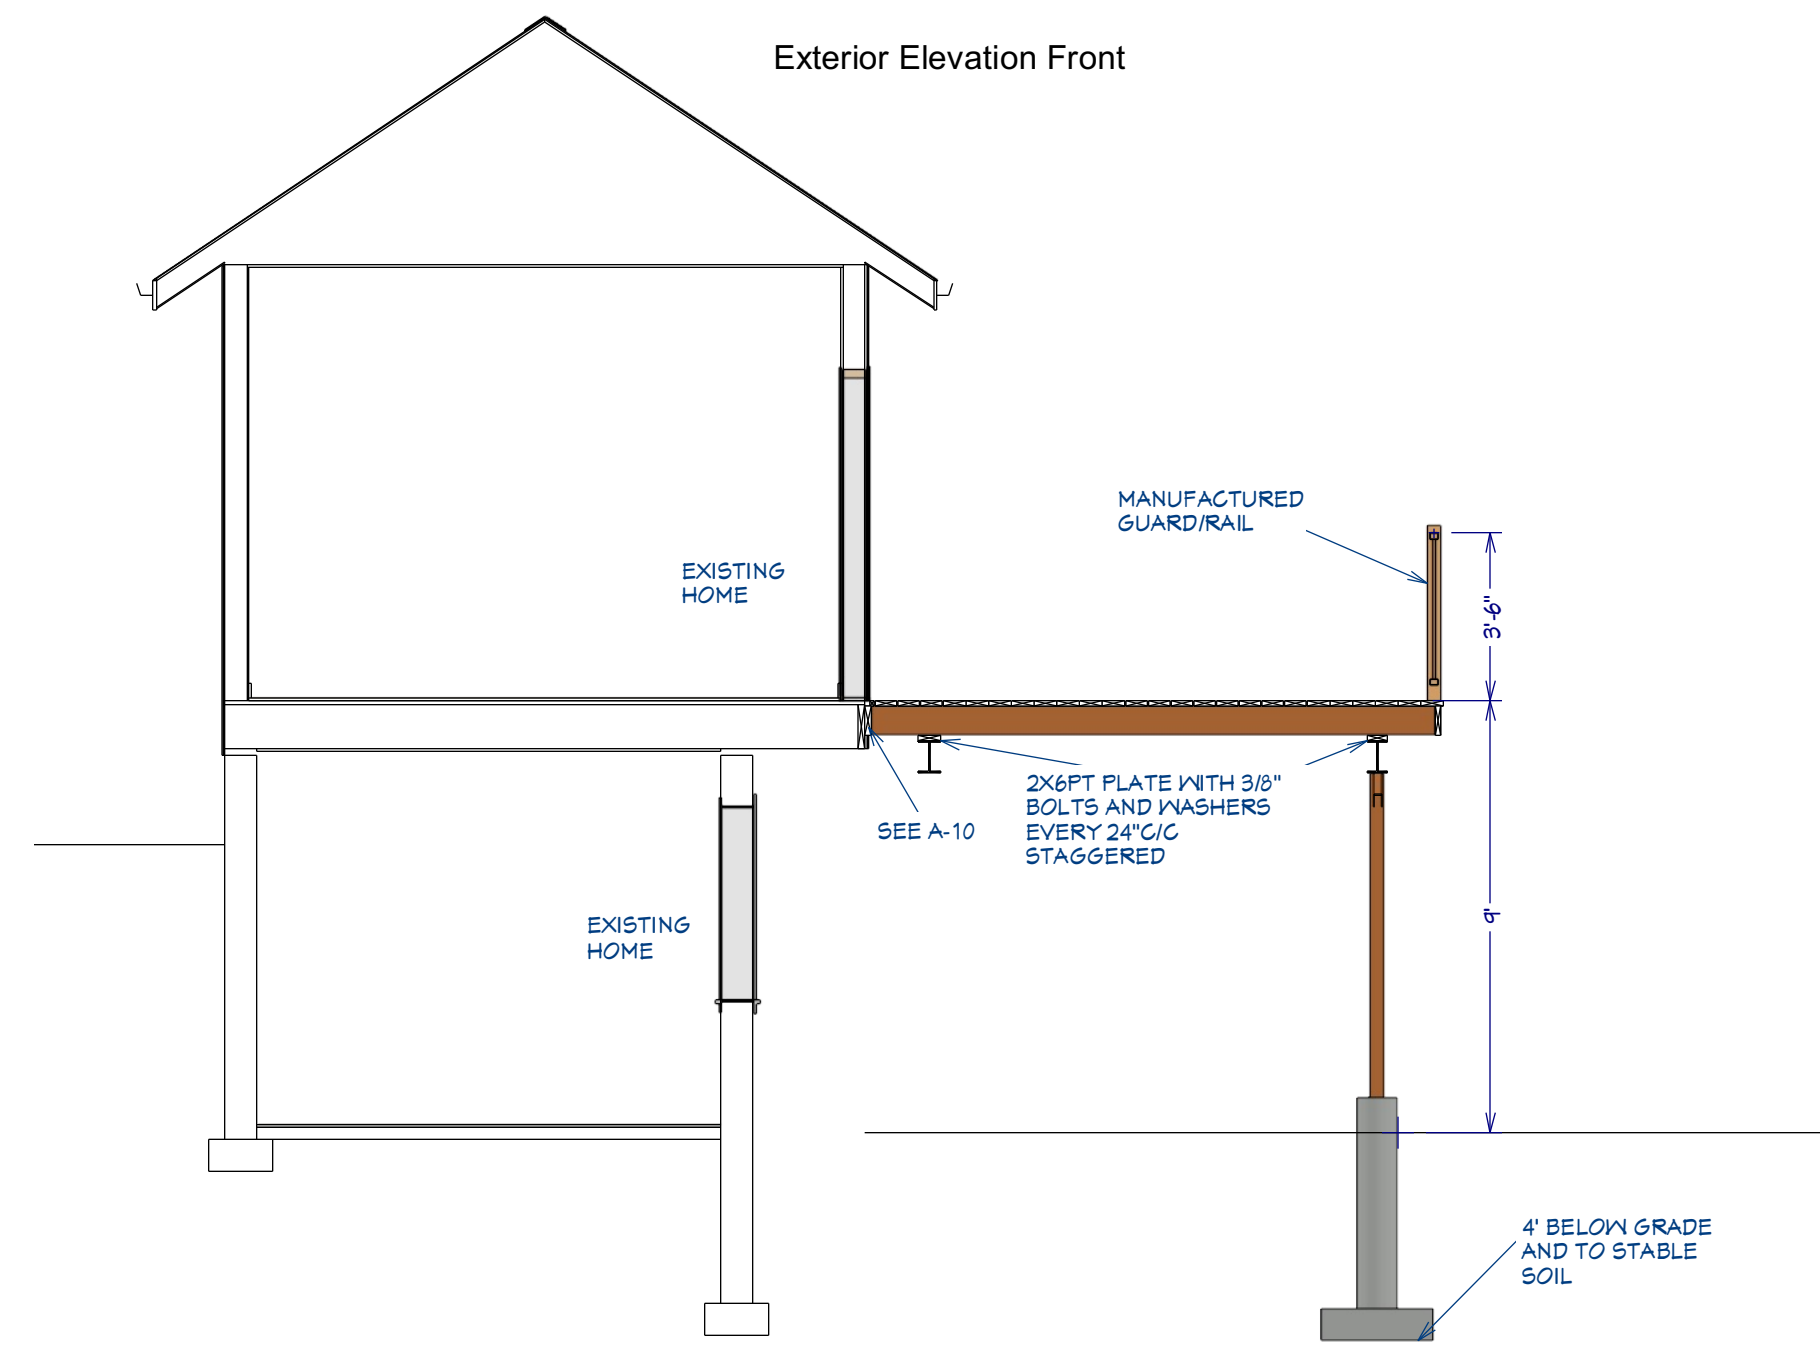 Exterior Elevation Front
MANUFACTURED
GUARD/RAIL
EXISTING
HOME
3'-6"
2X6PT PLATE WITH 3/8"
BOLTS AND WASHERS
EVERY 24"C/C
STAGGERED
SEE A-10
EXISTING
HOME
9'
4' BELOW GRADE
AND TO STABLE
SOIL